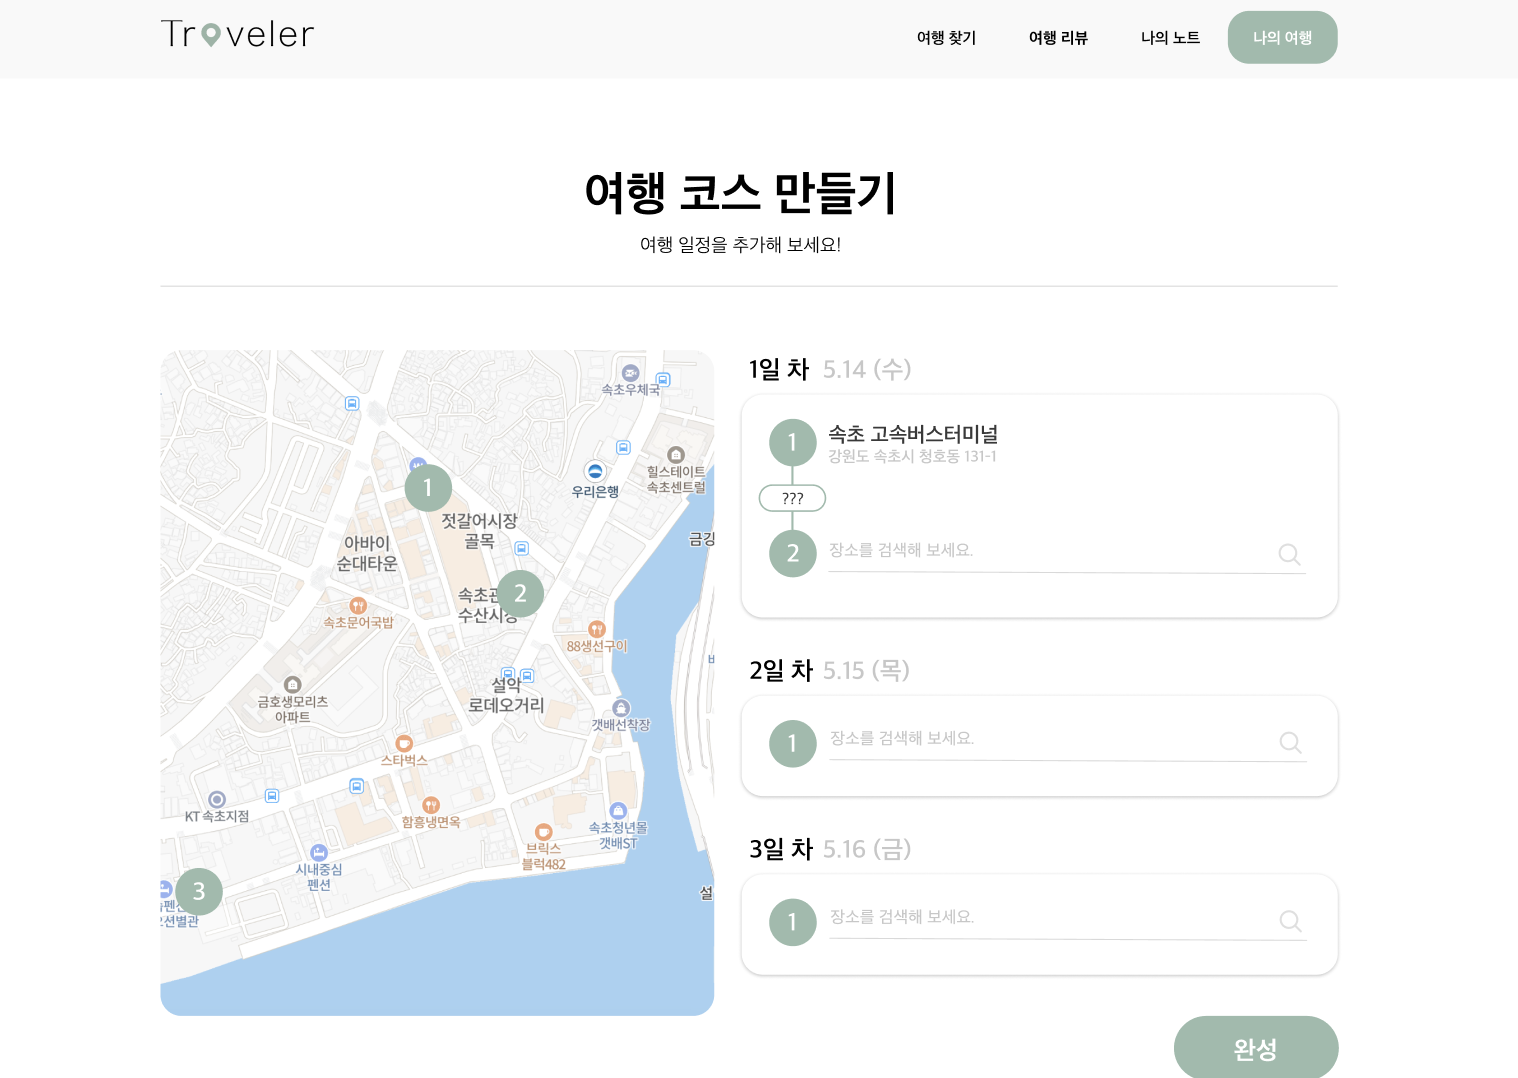 Traveler
여행 찾기
여행 리뷰
나의 노트
나의 여행
여행 코스 만들기
여행 일정을 추가해 보세요!
속초우체국
힐스테이트
속초센트럴
우리은행
1
젓갈어시장
골목
금강
아바이
순대타운
속초관
수산시장
2
속초문어국밥
88생선구이
설악
로데오거리
금호생모리츠
아파트
갯배선착장
스타벅스
KT 속초지점
함흥냉면옥
속초청년몰
갯배ST
브릭스
블럭482
시내중심
펜션
3
설
1일 차 5.14 (수)
1
속초 고속버스터미널
강원도 속초시 청호동 131-1
???
2
장소를 검색해 보세요.
2일 차 5.15 (목)
1
장소를 검색해 보세요.
3일 차 5.16 (금)
1
장소를 검색해 보세요.
완성